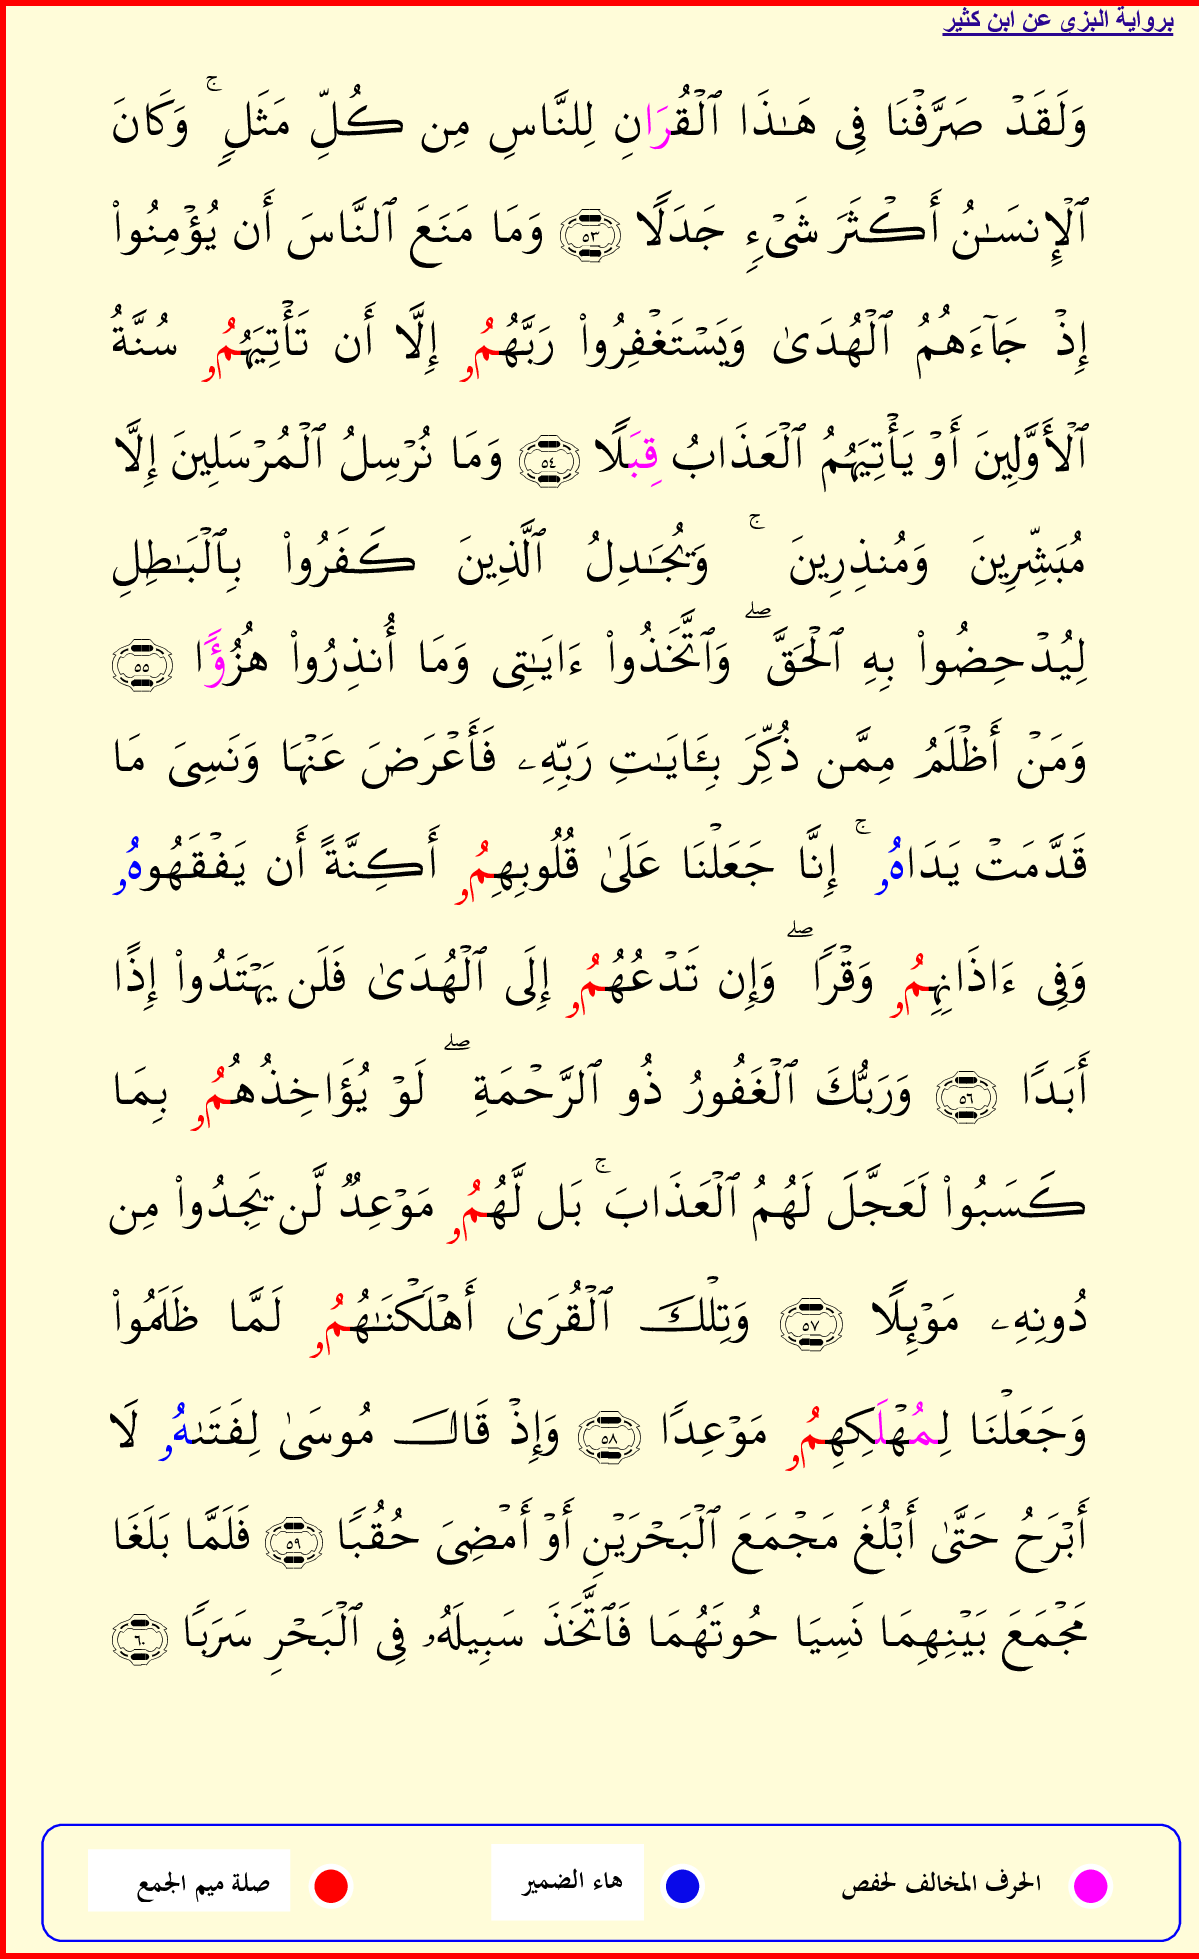 برواية البزي عن ابن كثير
وَلَقَدۡ صَرَّفۡنَا فِي هَـٰذَا ٱلۡقُرَانِ لِلنَّاسِ مِن كُلِّ مَثَلٖۚ وَكَانَ
ٱلۡإِنسَـٰنُ أَكۡثَرَ شَيۡءٖ جَدَلٗا ٥٣ وَمَا مَنَعَ ٱلنَّاسَ أَن يُؤۡمِنُواْ
إِذۡ جَآءَهُمُ ٱلۡهُدَىٰ وَيَسۡتَغۡفِرُواْ رَبَّهُمُۥ إِلَّآ أَن تَأۡتِيَهُمُۥ سُنَّةُ
ٱلۡأَوَّلِينَ أَوۡ يَأۡتِيَهُمُ ٱلۡعَذَابُ قِبَلٗا ٥٤ وَمَا نُرۡسِلُ ٱلۡمُرۡسَلِينَ إِلَّا
مُبَشِّرِينَ وَمُنذِرِينَۚ وَيُجَـٰدِلُ ٱلَّذِينَ كَفَرُواْ بِٱلۡبَـٰطِلِ
لِيُدۡحِضُواْ بِهِ ٱلۡحَقَّۖ وَٱتَّخَذُوٓاْ ءَايَـٰتِي وَمَآ أُنذِرُواْ هُزُؤٗا ٥٥
وَمَنۡ أَظۡلَمُ مِمَّن ذُكِّرَ بِـَٔايَـٰتِ رَبِّهِۦ فَأَعۡرَضَ عَنۡهَا وَنَسِيَ مَا
قَدَّمَتۡ يَدَاهُۥۚ إِنَّا جَعَلۡنَا عَلَىٰ قُلُوبِهِمُۥ أَكِنَّةً أَن يَفۡقَهُوهُۥ
وَفِي ءَاذَانِهِمُۥ وَقۡرٗاۖ وَإِن تَدۡعُهُمُۥ إِلَى ٱلۡهُدَىٰ فَلَن يَهۡتَدُوٓاْ إِذًا
أَبَدٗا ٥٦ وَرَبُّكَ ٱلۡغَفُورُ ذُو ٱلرَّحۡمَةِۖ لَوۡ يُؤَاخِذُهُمُۥ بِمَا
كَسَبُواْ لَعَجَّلَ لَهُمُ ٱلۡعَذَابَۚ بَل لَّهُمُۥ مَوۡعِدٞ لَّن يَجِدُواْ مِن
دُونِهِۦ مَوۡئِلٗا ٥٧ وَتِلۡكَ ٱلۡقُرَىٰٓ أَهۡلَكۡنَـٰهُمُۥ لَمَّا ظَلَمُواْ
وَجَعَلۡنَا لِمُهۡلَكِهِمُۥ مَوۡعِدٗا ٥٨ وَإِذۡ قَالَ مُوسَىٰ لِفَتَىٰهُۥ لَآ
أَبۡرَحُ حَتَّىٰٓ أَبۡلُغَ مَجۡمَعَ ٱلۡبَحۡرَيۡنِ أَوۡ أَمۡضِيَ حُقُبٗا ٥٩ فَلَمَّا بَلَغَا
مَجۡمَعَ بَيۡنِهِمَا نَسِيَا حُوتَهُمَا فَٱتَّخَذَ سَبِيلَهُۥ فِي ٱلۡبَحۡرِ سَرَبٗا ٦٠
الحرف المخالف لحفص هاء الضمير صلة ميم الجمع